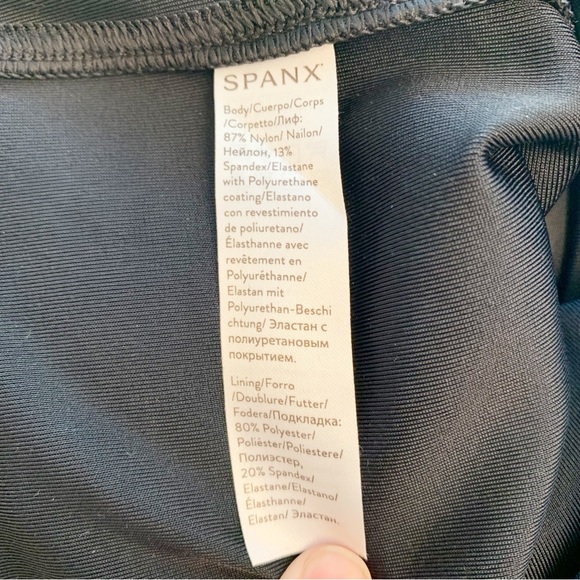 SPANX
Body/Cuerpo/Corps
/Corpetto/Лиф:
87% Nylon/ Nailon/
Нейлон, 13%
Spandex/Elastane
with Polyurethane
coating/Elastano
con revestimiento
de poliuretano/
Élasthanne avec
revêtement en
Polyuréthanne/
Elastan mit
Polyurethan-Beschi
chtung/ Эластан с
полиуретановым
покрытием.
Lining/Forro
/Doublure/Futter/
Fodera/Подкладка:
80% Polyester/
Poliéster/Poliestere/
Полиэстер,
20% Spandex/
Elastane/Elastano/
Élasthanne/
Elastan/ Эластан.